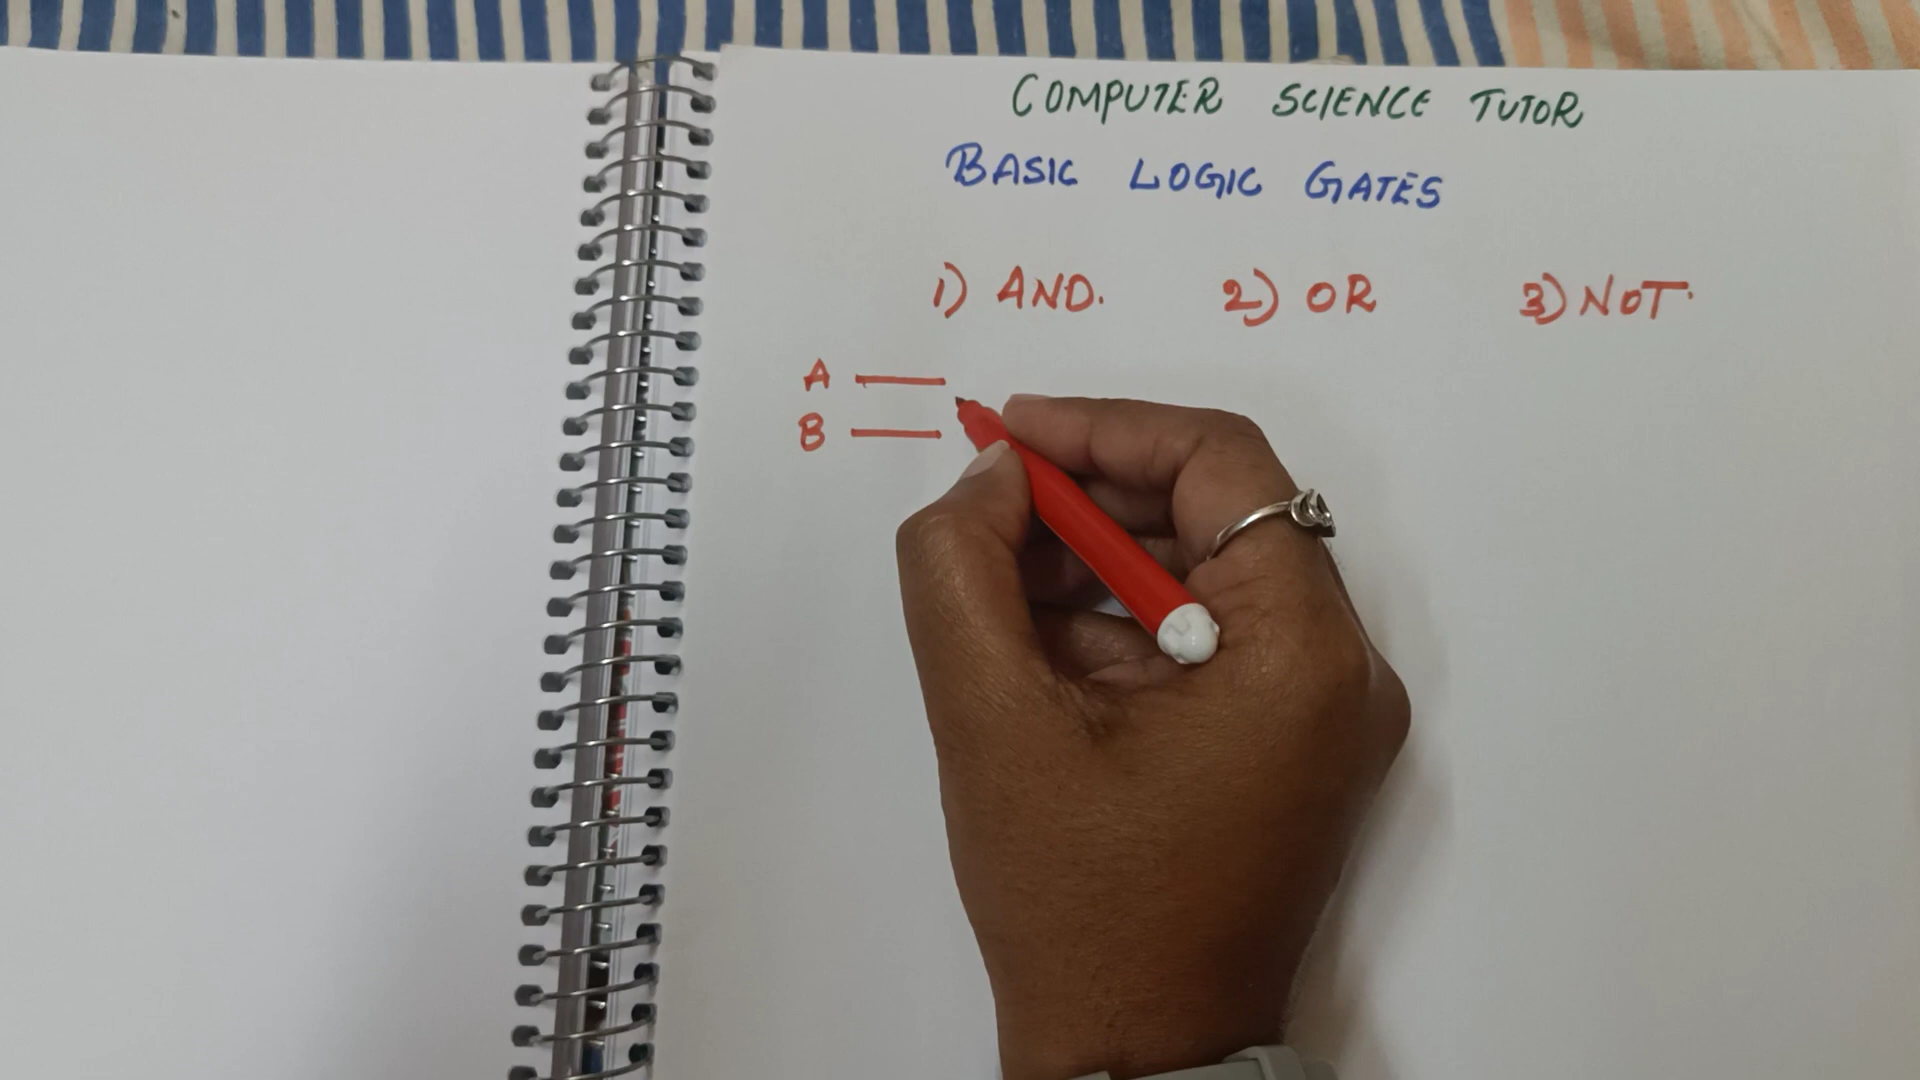 COMPUTER SCIENCE TUTOR
BASIC LOGIC GATES
1) AND. 2) OR 3) NOT.
A
B